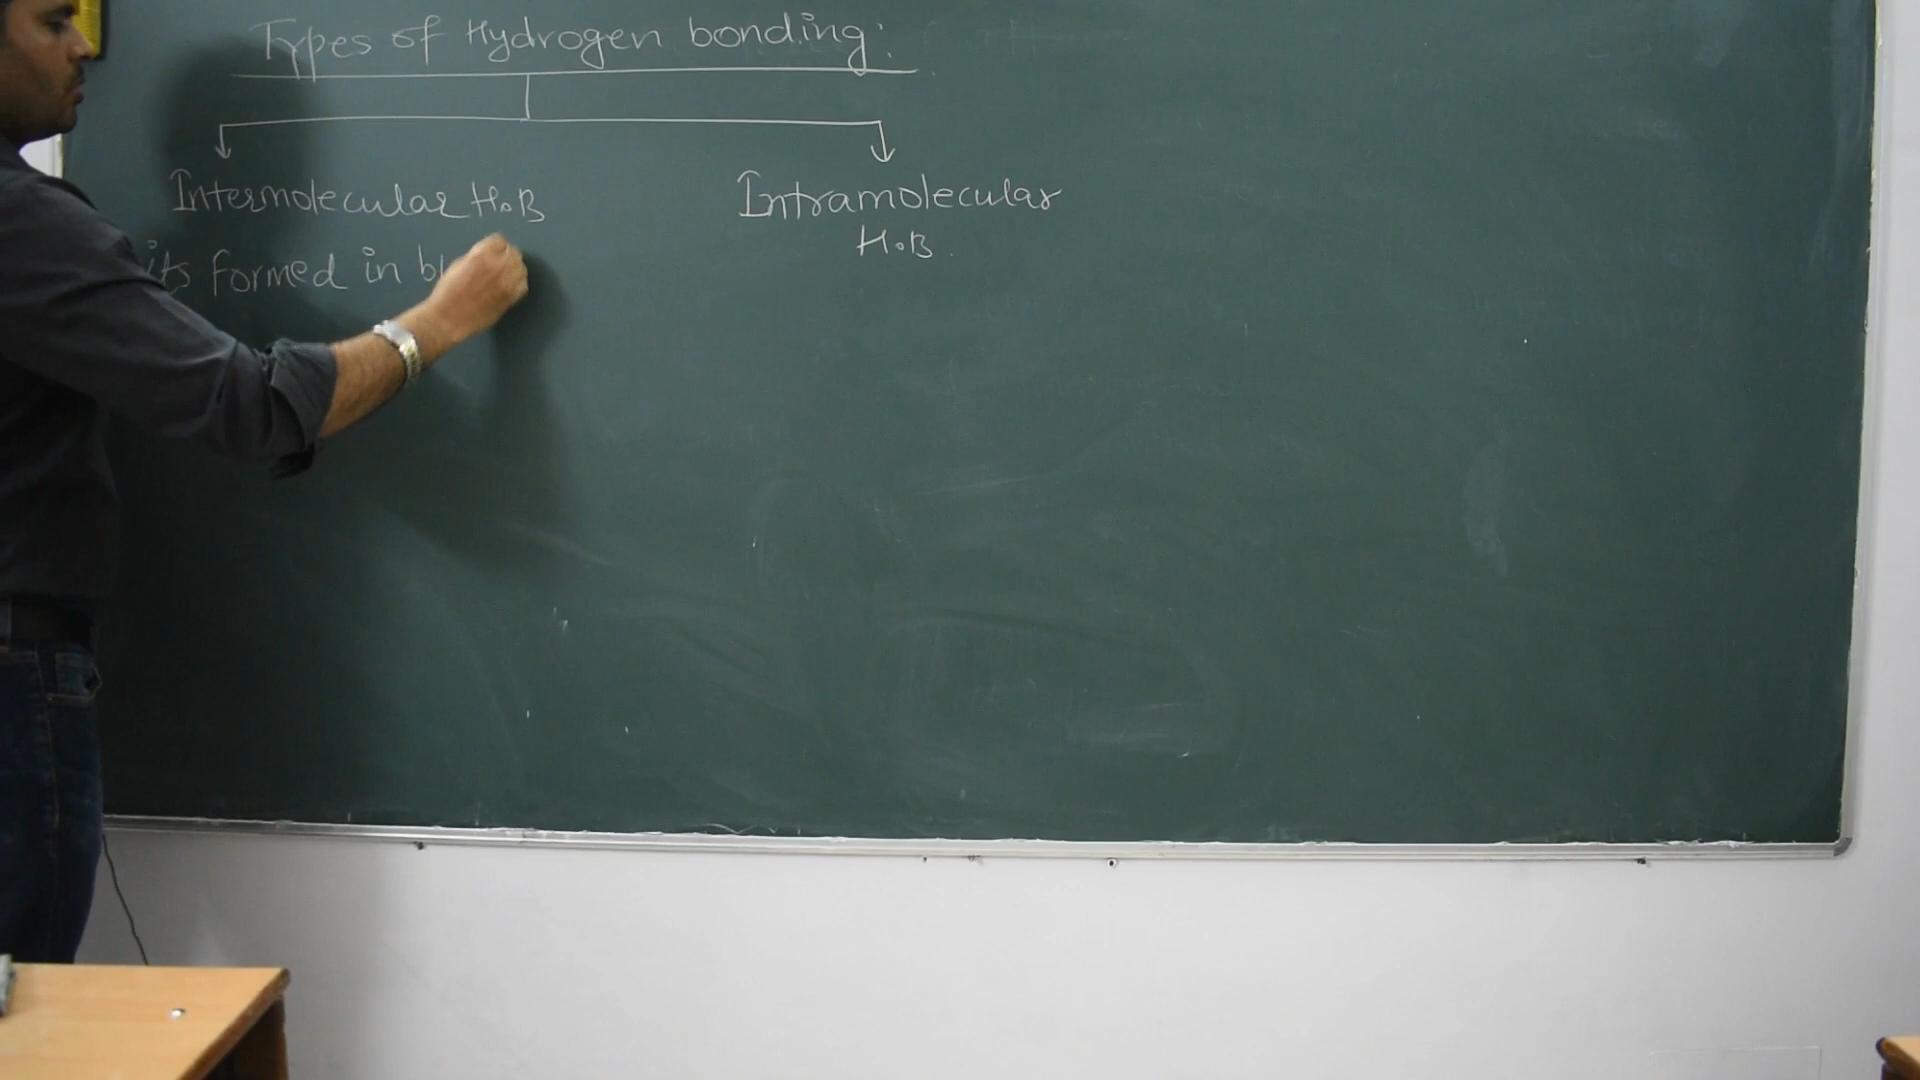 Types of Hydrogen bonding:
Intermolecular H.B
Intramolecular
H.B.
its formed in